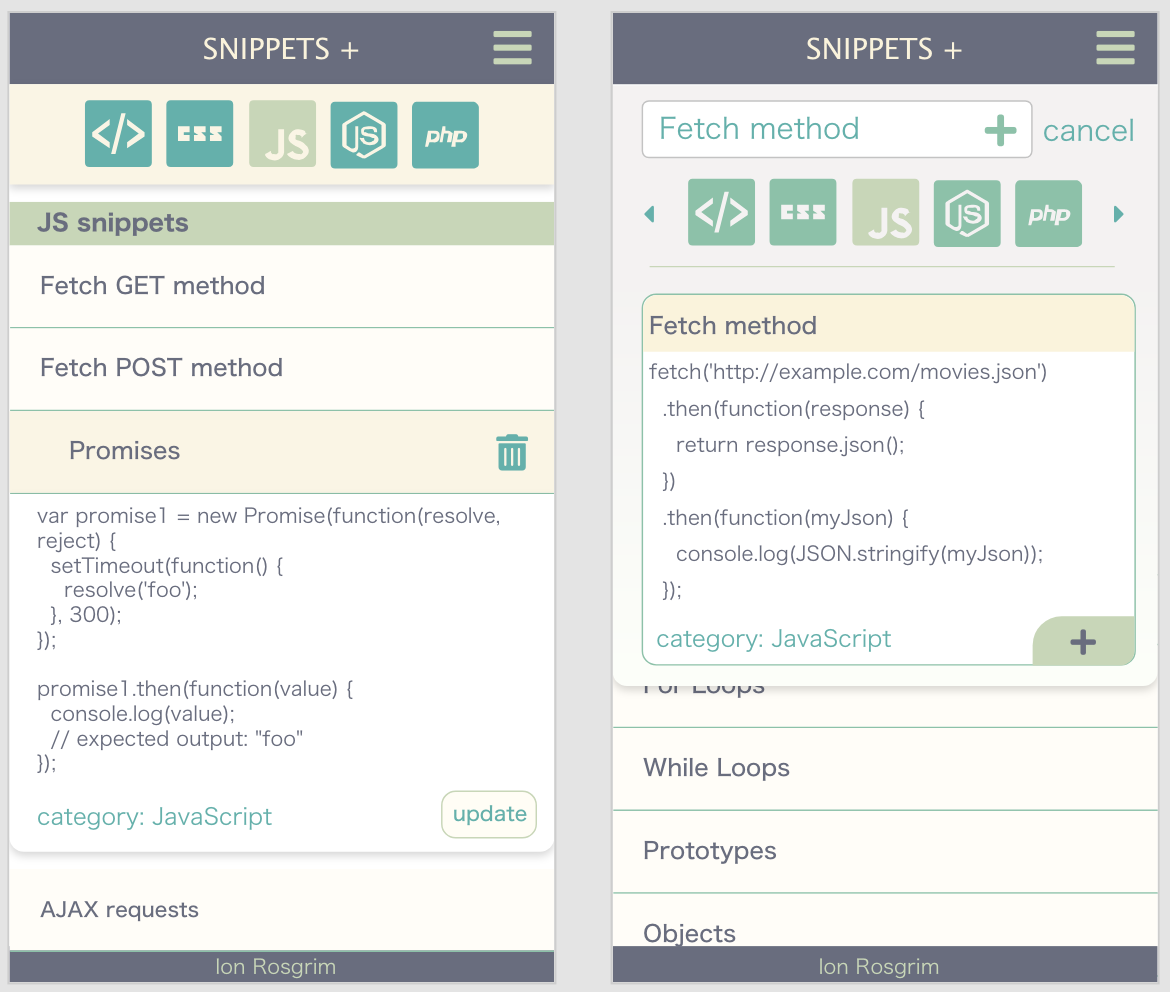 SNIPPETS +
</>
css
JS
JS
php
JS snippets
Fetch GET method
Fetch POST method
Promises
var promise1 = new Promise(function(resolve,
reject) {
  setTimeout(function() {
    resolve('foo');
  }, 300);
});
promise1.then(function(value) {
  console.log(value);
  // expected output: "foo"
});
category: JavaScript
update
AJAX requests
Ion Rosgrim
SNIPPETS +
Fetch method
cancel
</>
css
JS
JS
php
Fetch method
fetch('http://example.com/movies.json')
  .then(function(response) {
    return response.json();
  })
  .then(function(myJson) {
    console.log(JSON.stringify(myJson));
  });
category: JavaScript
+
For Loops
While Loops
Prototypes
Objects
Ion Rosgrim